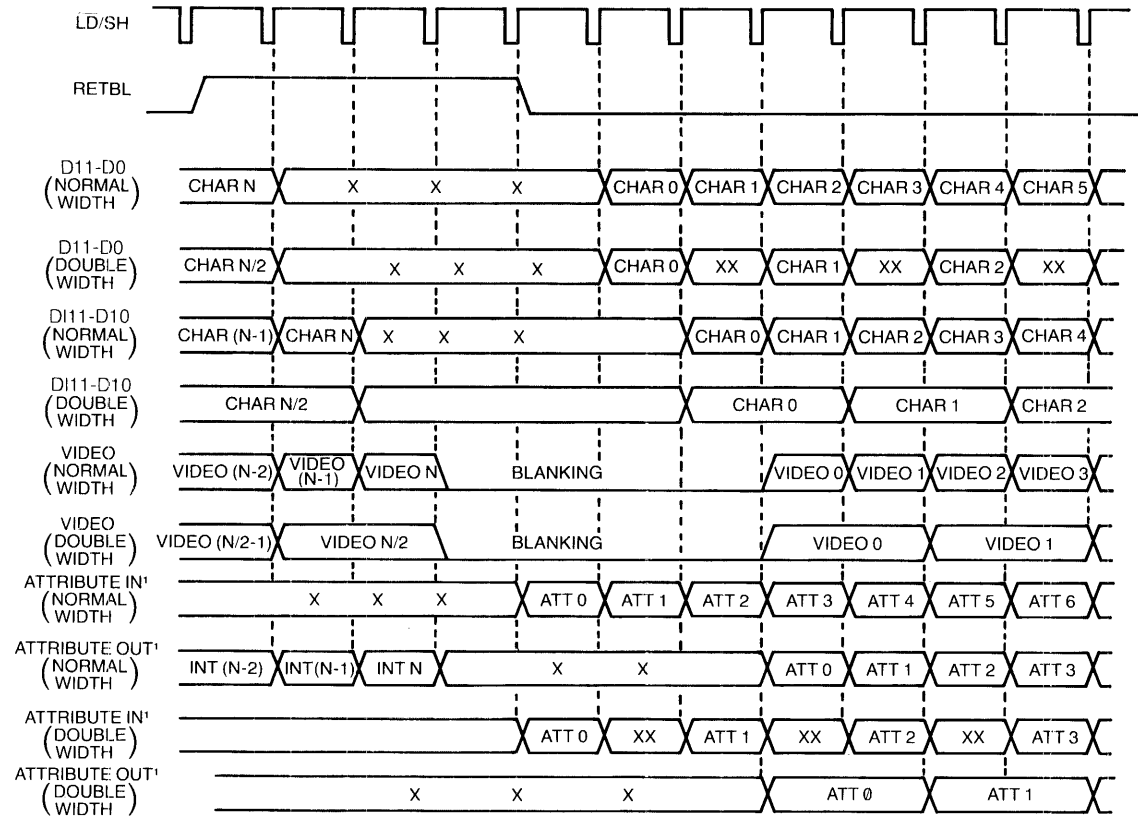 LD/SH
RETBL
D11-D0
(NORMAL WIDTH)
CHAR N X X X CHAR 0 CHAR 1 CHAR 2 CHAR 3 CHAR 4 CHAR 5
D11-D0
(DOUBLE WIDTH)
CHAR N/2 X X X CHAR 0 XX CHAR 1 XX CHAR 2 XX
DI11-D10
(NORMAL WIDTH)
CHAR (N-1) CHAR N X X X CHAR 0 CHAR 1 CHAR 2 CHAR 3 CHAR 4
DI11-D10
(DOUBLE WIDTH)
CHAR N/2 CHAR 0 CHAR 1 CHAR 2
VIDEO
(NORMAL WIDTH)
VIDEO (N-2) VIDEO (N-1) VIDEO N BLANKING VIDEO 0 VIDEO 1 VIDEO 2 VIDEO 3
VIDEO
(DOUBLE WIDTH)
VIDEO (N/2-1) VIDEO N/2 BLANKING VIDEO 0 VIDEO 1
ATTRIBUTE IN¹
(NORMAL WIDTH)
X X X ATT 0 ATT 1 ATT 2 ATT 3 ATT 4 ATT 5 ATT 6
ATTRIBUTE OUT¹
(NORMAL WIDTH)
INT (N-2) INT(N-1) INT N X X ATT 0 ATT 1 ATT 2 ATT 3
ATTRIBUTE IN¹
(DOUBLE WIDTH)
ATT 0 XX ATT 1 XX ATT 2 XX ATT 3
ATTRIBUTE OUT¹
(DOUBLE WIDTH)
X X X ATT 0 ATT 1